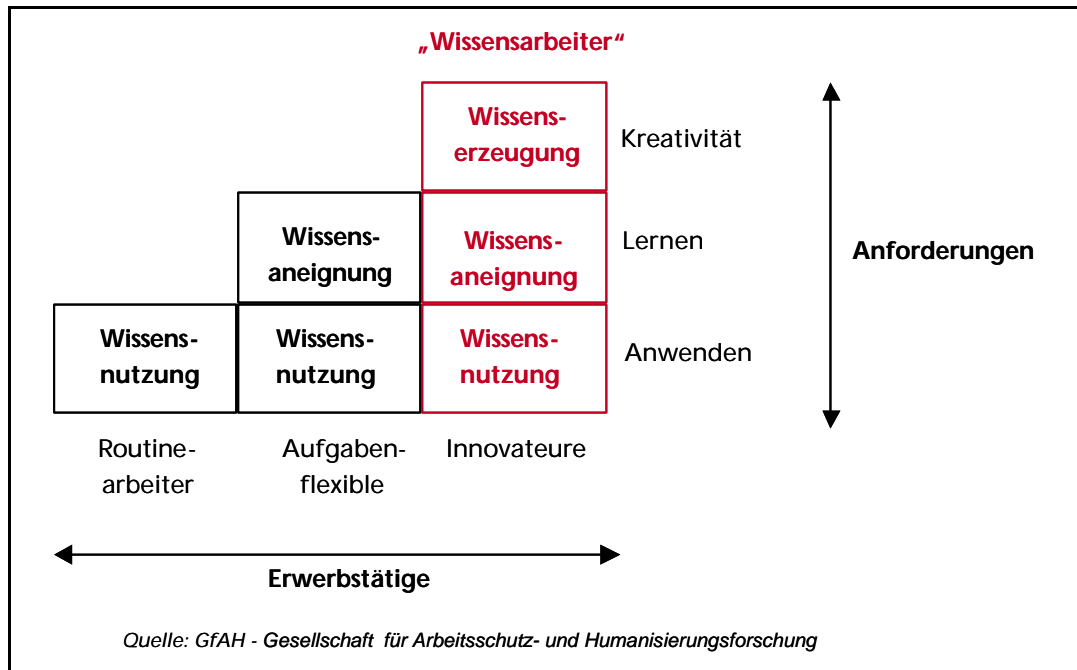 „Wissensarbeiter“
Wissens-
erzeugung
Kreativität
Wissens-
aneignung
Wissens-
aneignung
Lernen
Anforderungen
Wissens-
nutzung
Wissens-
nutzung
Wissens-
nutzung
Anwenden
Routine-
arbeiter
Aufgaben-
flexible
Innovateure
Erwerbstätige
Quelle: GfAH - Gesellschaft für Arbeitsschutz- und Humanisierungsforschung